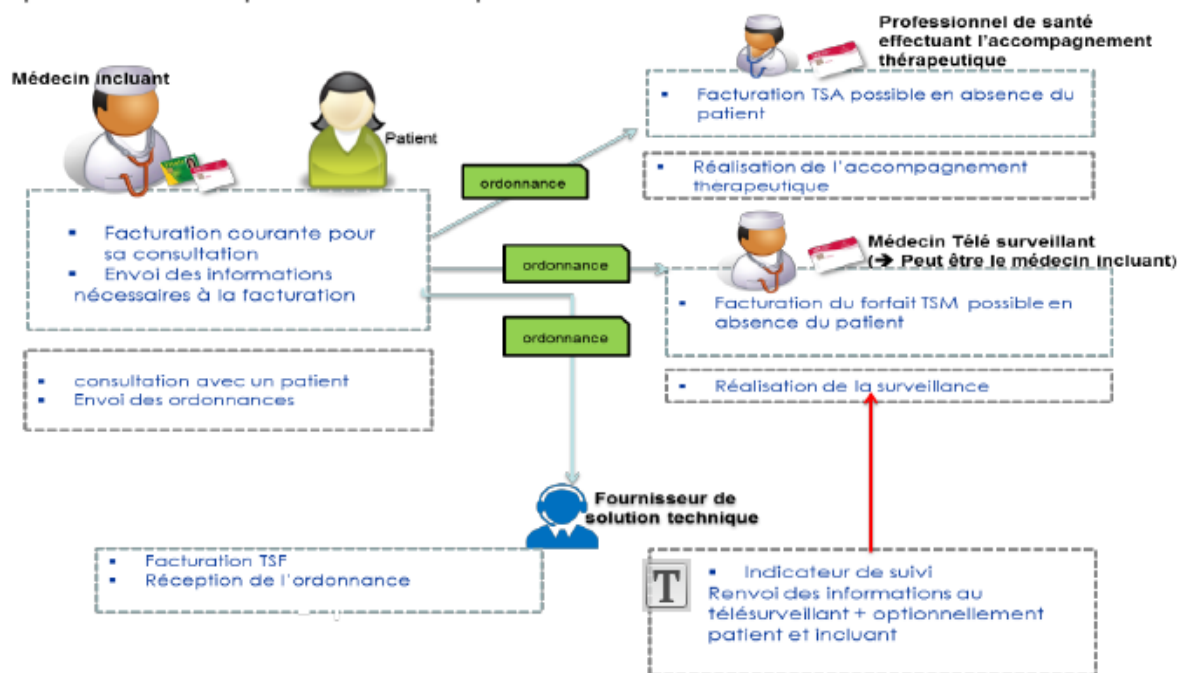 Professionnel de santé
effectuant l'accompagnement
thérapeutique
Médecin incluant
Patient
▪ Facturation TSA possible en absence du
patient
▪ Réalisation de l'accompagnement
thérapeutique
ordonnance
▪ Facturation courante pour
sa consultation
▪ Envoi des informations
nécessaires à la facturation
ordonnance
Médecin Télé surveillant
(➔ Peut être le médecin incluant)
▪ Facturation du forfait TSM possible en
absence du patient
ordonnance
▪ consultation avec un patient
▪ Envoi des ordonnances
▪ Réalisation de la surveillance
Fournisseur de
solution technique
▪ Facturation TSF
▪ Réception de l'ordonnance
T
▪ Indicateur de suivi
Renvoi des informations au
télésurveillant + optionnellement
patient et incluant